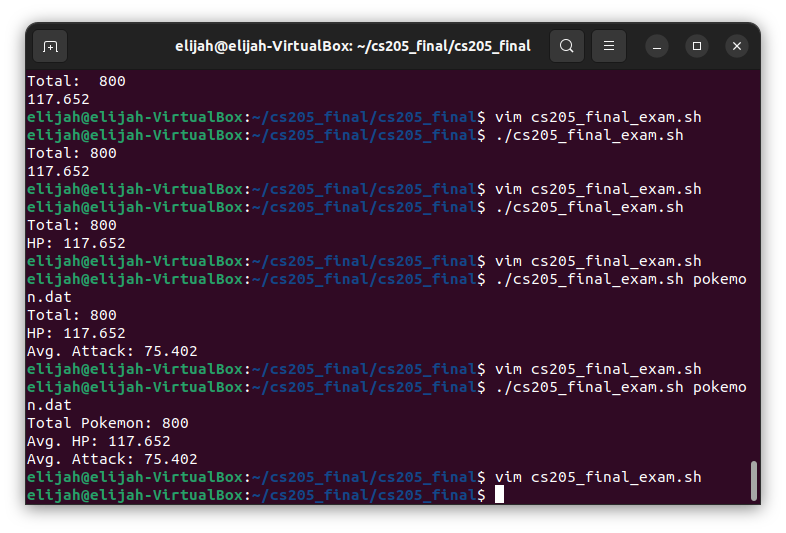 elijah@elijah-VirtualBox: ~/cs205_final/cs205_final
Total:  800
117.652
elijah@elijah-VirtualBox:~/cs205_final/cs205_final$ vim cs205_final_exam.sh
elijah@elijah-VirtualBox:~/cs205_final/cs205_final$ ./cs205_final_exam.sh
Total: 800
117.652
elijah@elijah-VirtualBox:~/cs205_final/cs205_final$ vim cs205_final_exam.sh
elijah@elijah-VirtualBox:~/cs205_final/cs205_final$ ./cs205_final_exam.sh
Total: 800
HP: 117.652
elijah@elijah-VirtualBox:~/cs205_final/cs205_final$ vim cs205_final_exam.sh
elijah@elijah-VirtualBox:~/cs205_final/cs205_final$ ./cs205_final_exam.sh pokemo
n.dat
Total: 800
HP: 117.652
Avg. Attack: 75.402
elijah@elijah-VirtualBox:~/cs205_final/cs205_final$ vim cs205_final_exam.sh
elijah@elijah-VirtualBox:~/cs205_final/cs205_final$ ./cs205_final_exam.sh pokemo
n.dat
Total Pokemon: 800
Avg. HP: 117.652
Avg. Attack: 75.402
elijah@elijah-VirtualBox:~/cs205_final/cs205_final$ vim cs205_final_exam.sh
elijah@elijah-VirtualBox:~/cs205_final/cs205_final$